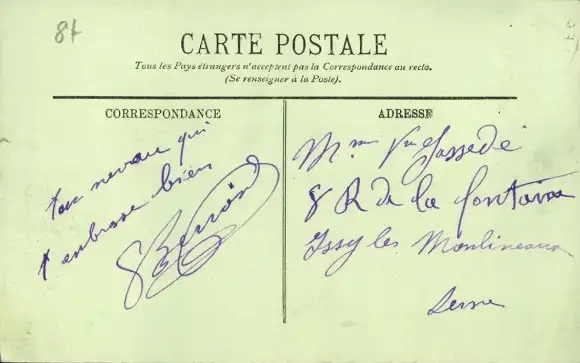 87
CARTE POSTALE
Tous les Pays étrangers n'acceptent pas la Correspondance au recto.
(Se renseigner à la Poste).
CORRESPONDANCE
ton neveau qui
t'embrasse bien
ADRESSE
Mme Vve
8 R de la fontaine
Issy les Moulineaux
Seine